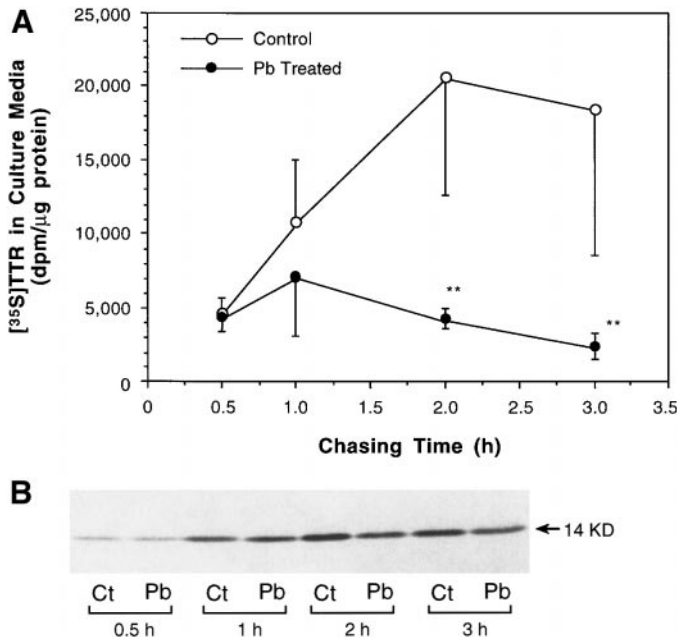 A
25,000
20,000
15,000
10,000
5,000
0
[³⁵S]TTR in Culture Media
(dpm/μg protein)
Control
Pb Treated
**
**
0 0.5 1.0 2.0 2.5 3.0 3.5
Chasing Time (h)
B
14 KD
Ct Pb Ct Pb Ct Pb Ct Pb
0.5 h 1 h 2 h 3 h